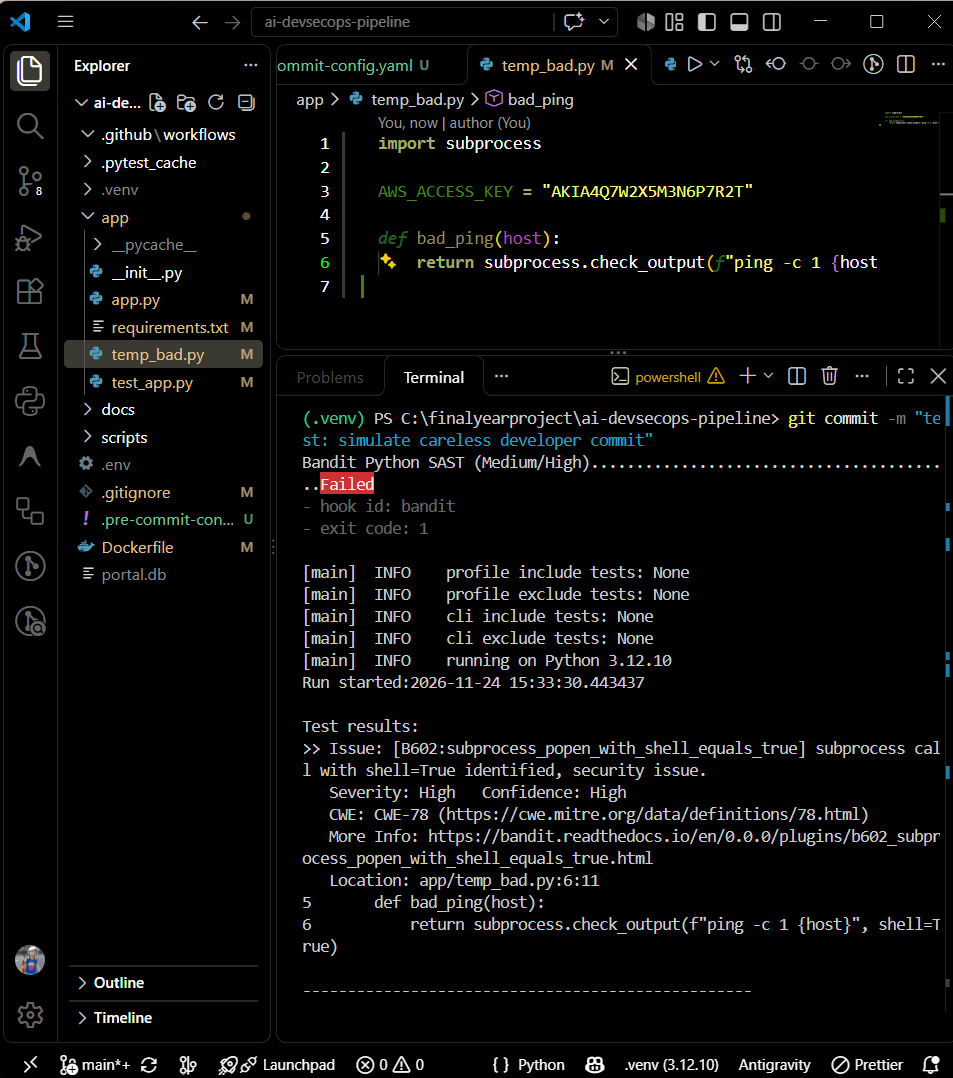 ai-devsecops-pipeline
Explorer
ai-de...
.github\workflows
.pytest_cache
.venv
app
__pycache__
__init__.py
app.py M
requirements.txt M
temp_bad.py M
test_app.py M
docs
scripts
.env
.gitignore M
.pre-commit-con... U
Dockerfile M
portal.db
Outline
Timeline
8
ommit-config.yaml U
temp_bad.py M
app > temp_bad.py > bad_ping
You, now | author (You)
1 import subprocess
2
3 AWS_ACCESS_KEY = "AKIA4Q7W2X5M3N6P7R2T"
4
5 def bad_ping(host):
6 return subprocess.check_output(f"ping -c 1 {host
7
Problems
Terminal
powershell
(.venv) PS C:\finalyearproject\ai-devsecops-pipeline> git commit -m "te
st: simulate careless developer commit"
Bandit Python SAST (Medium/High).......................................
..Failed
- hook id: bandit
- exit code: 1
[main] INFO profile include tests: None
[main] INFO profile exclude tests: None
[main] INFO cli include tests: None
[main] INFO cli exclude tests: None
[main] INFO running on Python 3.12.10
Run started:2026-11-24 15:33:30.443437
Test results:
>> Issue: [B602:subprocess_popen_with_shell_equals_true] subprocess cal
l with shell=True identified, security issue.
Severity: High Confidence: High
CWE: CWE-78 (https://cwe.mitre.org/data/definitions/78.html)
More Info: https://bandit.readthedocs.io/en/0.0.0/plugins/b602_subpr
ocess_popen_with_shell_equals_true.html
Location: app/temp_bad.py:6:11
5 def bad_ping(host):
6 return subprocess.check_output(f"ping -c 1 {host}", shell=T
rue)
--------------------------------------------------
main*+
Launchpad
0 0
{ } Python
.venv (3.12.10)
Antigravity
Prettier